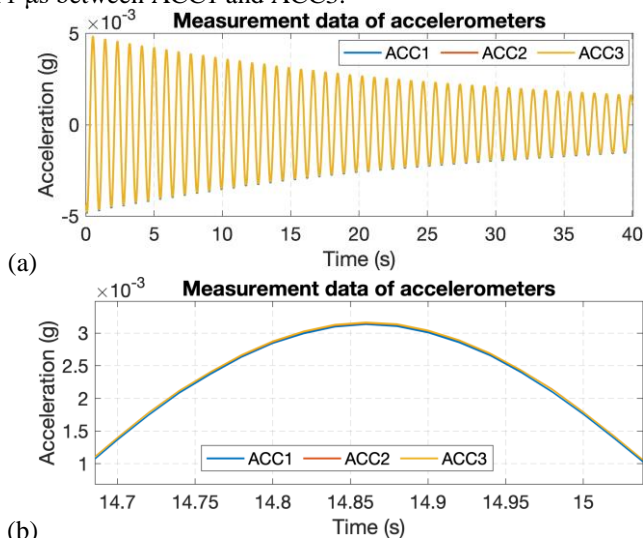 µs between ACC1 and ACC3.
Measurement data of accelerometers
×10⁻³
ACC1 ACC2 ACC3
5
0
-5
Acceleration (g)
0 5 10 15 20 25 30 35 40
Time (s)
(a)
Measurement data of accelerometers
×10⁻³
3
2.5
2
1.5
1
Acceleration (g)
ACC1 ACC2 ACC3
14.7 14.75 14.8 14.85 14.9 14.95 15
Time (s)
(b)